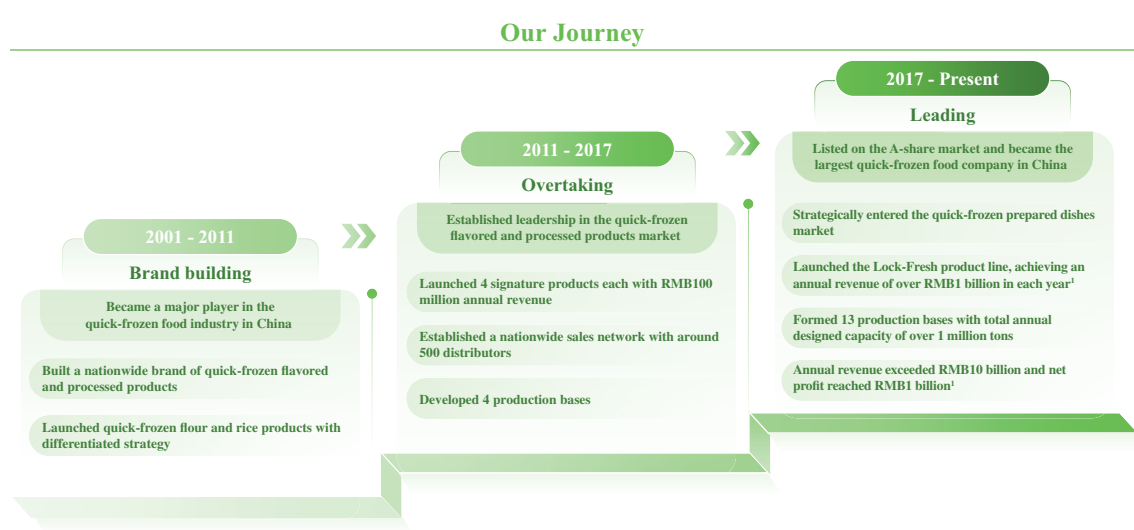 Our Journey
2001 - 2011
Brand building
Became a major player in the
quick-frozen food industry in China
Built a nationwide brand of quick-frozen flavored
and processed products
Launched quick-frozen flour and rice products with
differentiated strategy
2011 - 2017
Overtaking
Established leadership in the quick-frozen
flavored and processed products market
Launched 4 signature products each with RMB100
million annual revenue
Established a nationwide sales network with around
500 distributors
Developed 4 production bases
2017 - Present
Leading
Listed on the A-share market and became the
largest quick-frozen food company in China
Strategically entered the quick-frozen prepared dishes
market
Launched the Lock-Fresh product line, achieving an
annual revenue of over RMB1 billion in each year¹
Formed 13 production bases with total annual
designed capacity of over 1 million tons
Annual revenue exceeded RMB10 billion and net
profit reached RMB1 billion¹